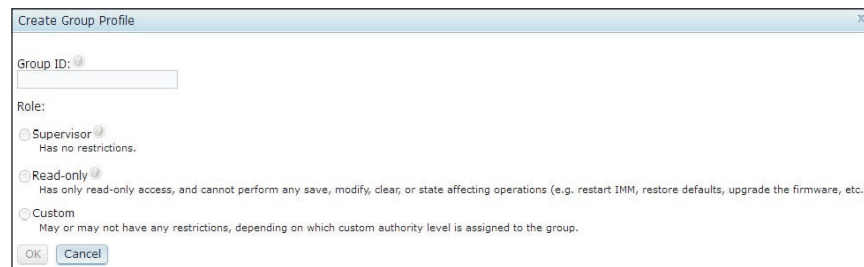 Create Group Profile
Group ID:
Role:
Supervisor
Has no restrictions.
Read-only
Has only read-only access, and cannot perform any save, modify, clear, or state affecting operations (e.g. restart IMM, restore defaults, upgrade the firmware, etc.
Custom
May or may not have any restrictions, depending on which custom authority level is assigned to the group.
OK Cancel